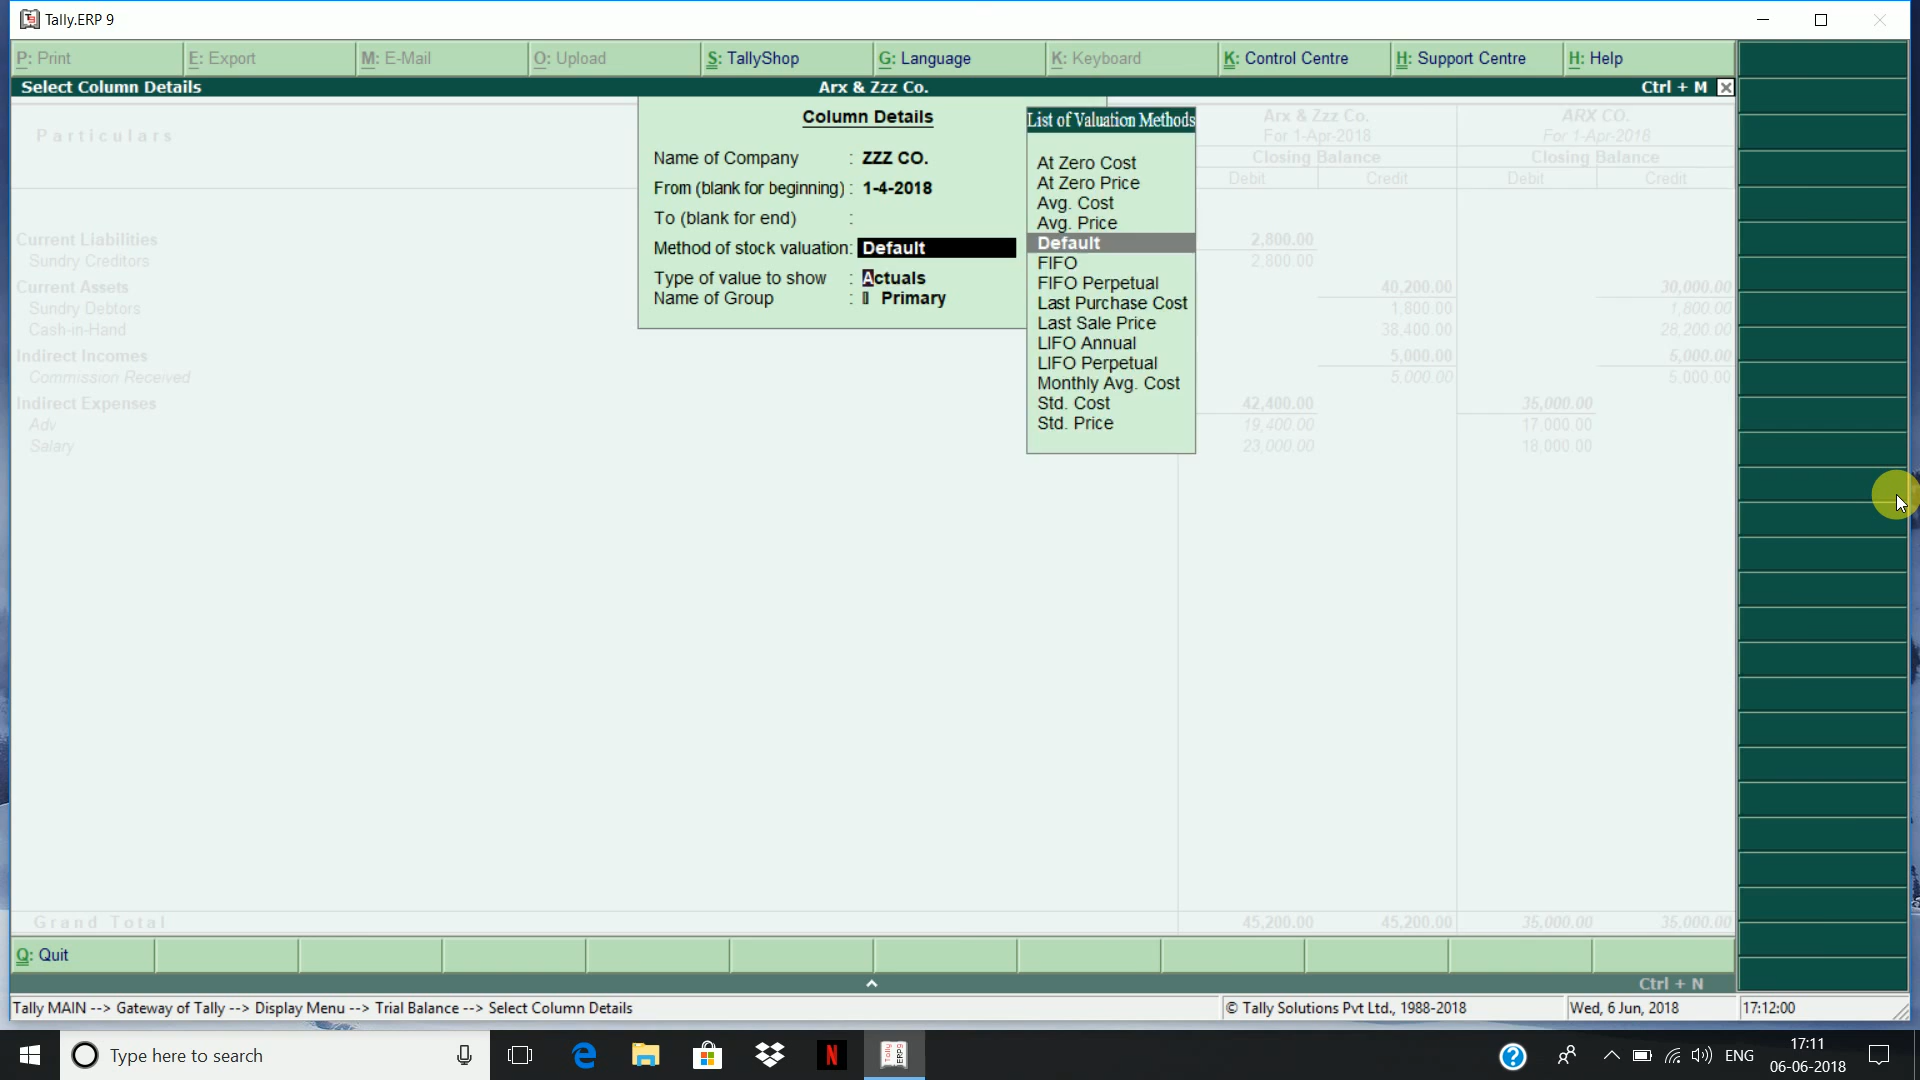 Tally.ERP 9
P: Print E: Export M: E-Mail O: Upload S: TallyShop G: Language K: Keyboard K: Control Centre H: Support Centre H: Help
Select Column Details Arx & Zzz Co. Ctrl + M
Column Details
Name of Company : ZZZ CO.
From (blank for beginning) : 1-4-2018
To (blank for end) :
Method of stock valuation: Default
Type of value to show : Actuals
Name of Group : Primary
List of Valuation Methods
At Zero Cost
At Zero Price
Avg. Cost
Avg. Price
Default
FIFO
FIFO Perpetual
Last Purchase Cost
Last Sale Price
LIFO Annual
LIFO Perpetual
Monthly Avg. Cost
Std. Cost
Std. Price
Particulars
Arx & Zzz Co. ARX CO.
For 1-Apr-2018 For 1-Apr-2018
Closing Balance Closing Balance
Debit Credit Debit Credit
Current Liabilities 2,800.00
Sundry Creditors 2,800.00
Current Assets 40,200.00 30,000.00
Sundry Debtors 1,800.00 1,800.00
Cash-in-Hand 38,400.00 28,200.00
Indirect Incomes 5,000.00 5,000.00
Commission Received 5,000.00 5,000.00
Indirect Expenses 42,400.00 35,000.00
Adv 19,400.00 17,000.00
Salary 23,000.00 18,000.00
Grand Total 45,200.00 45,200.00 35,000.00 35,000.00
Q: Quit
Ctrl + N
Tally MAIN --> Gateway of Tally --> Display Menu --> Trial Balance --> Select Column Details © Tally Solutions Pvt Ltd., 1988-2018 Wed, 6 Jun, 2018 17:12:00
Type here to search ENG 17:11
06-06-2018